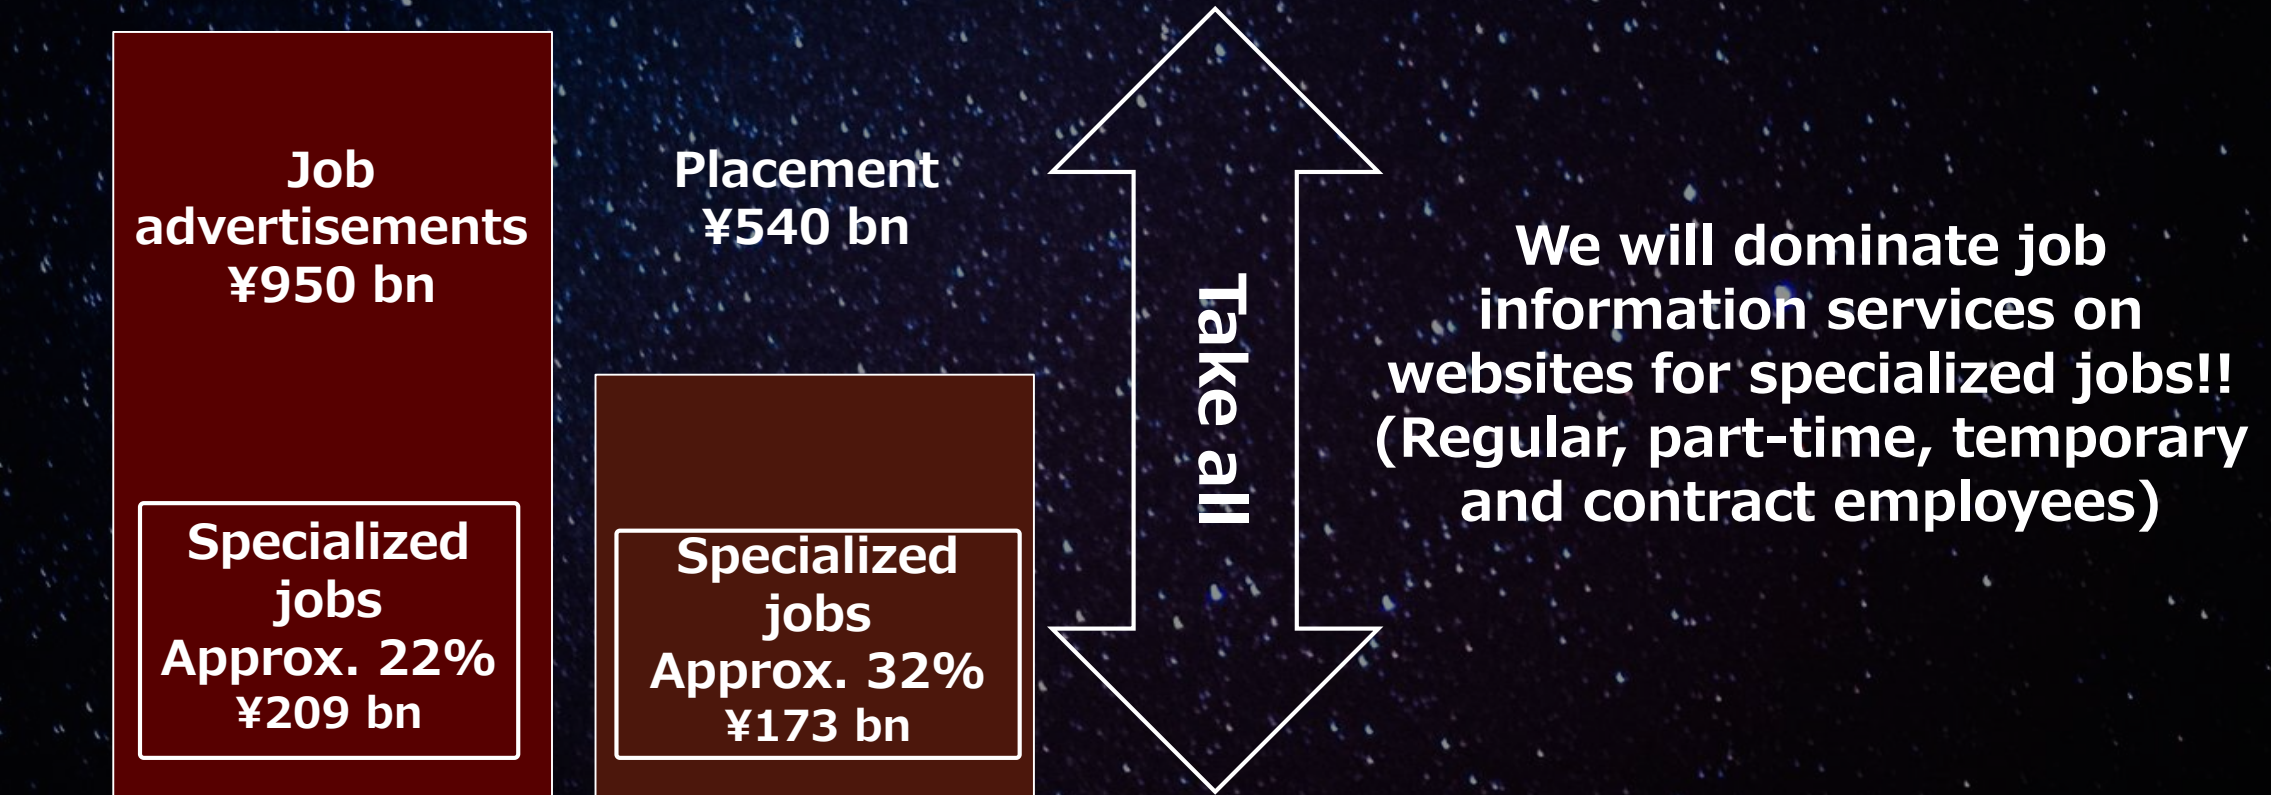 Job
advertisements
¥950 bn
Specialized
jobs
Approx. 22%
¥209 bn
Placement
¥540 bn
Specialized
jobs
Approx. 32%
¥173 bn
Take all
We will dominate job
information services on
websites for specialized jobs!!
(Regular, part-time, temporary
and contract employees)